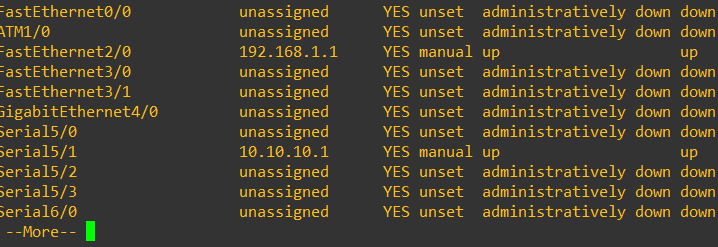 FastEthernet0/0 unassigned YES unset administratively down down
ATM1/0 unassigned YES unset administratively down down
FastEthernet2/0 192.168.1.1 YES manual up up
FastEthernet3/0 unassigned YES unset administratively down down
FastEthernet3/1 unassigned YES unset administratively down down
GigabitEthernet4/0 unassigned YES unset administratively down down
Serial5/0 unassigned YES unset administratively down down
Serial5/1 10.10.10.1 YES manual up up
Serial5/2 unassigned YES unset administratively down down
Serial5/3 unassigned YES unset administratively down down
Serial6/0 unassigned YES unset administratively down down
--More--